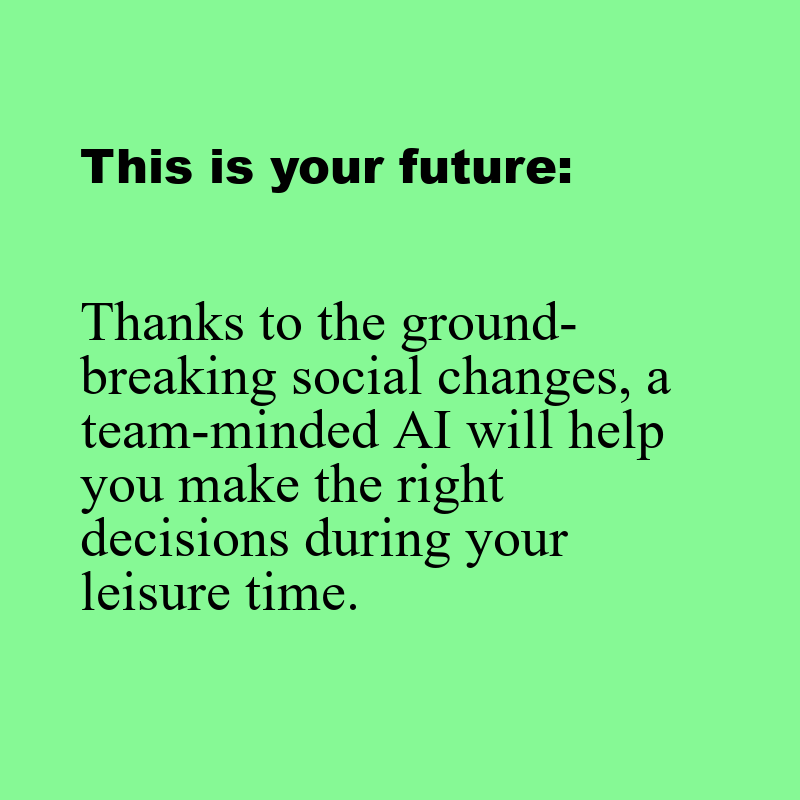 This is your future:
Thanks to the ground-
breaking social changes, a
team-minded AI will help
you make the right
decisions during your
leisure time.